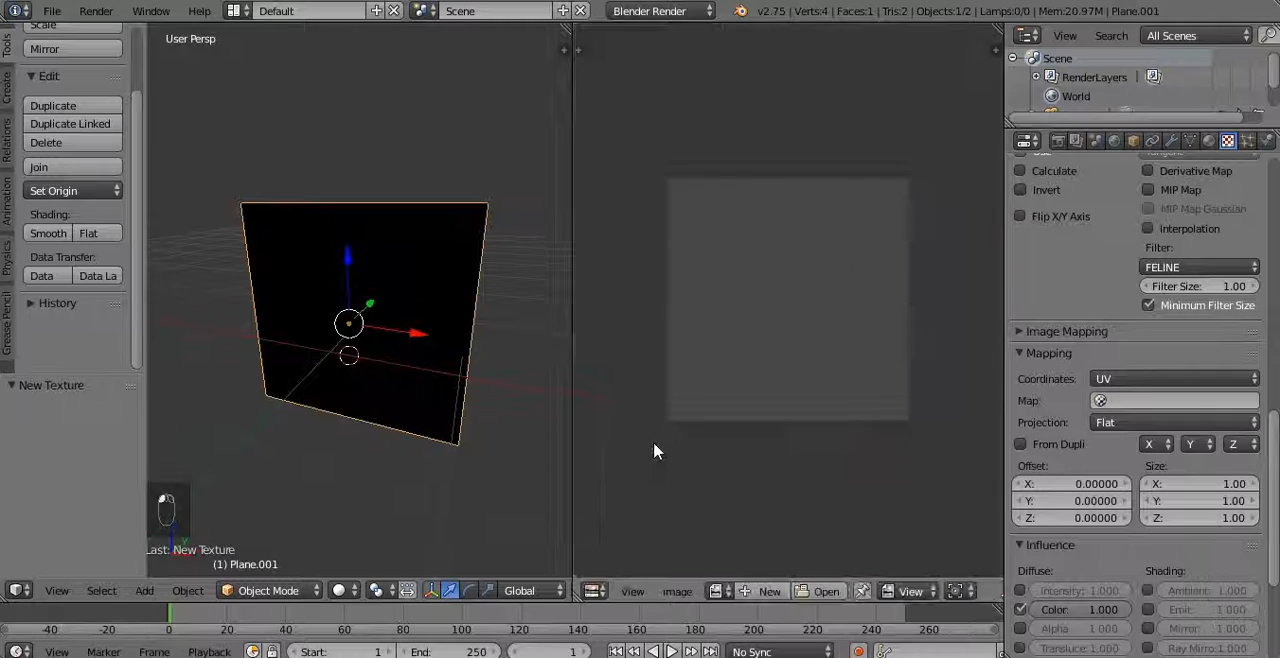 File Render Window Help Default Scene Blender Render v2.75 | Verts:4 | Faces:1 | Tris:2 | Objects:1/2 | Lamps:0/0 | Mem:20.97M | Plane.001
Tools
Create
Relations
Animation
Physics
Grease Pencil
Scale
Mirror
Edit
Duplicate
Duplicate Linked
Delete
Join
Set Origin
Shading:
Smooth Flat
Data Transfer:
Data Data La
History
New Texture
User Persp
Last: New Texture
(1) Plane.001
View Select Add Object Object Mode Global
View Image New Open View
View Search All Scenes
Scene
RenderLayers
World
Calculate
Invert
Flip X/Y Axis
Derivative Map
MIP Map
MIP Map Gaussian
Interpolation
Filter:
FELINE
Filter Size: 1.00
Minimum Filter Size
Image Mapping
Mapping
Coordinates: UV
Map:
Projection: Flat
From Dupli X Y Z
Offset: Size:
X: 0.00000 X: 1.00
Y: 0.00000 Y: 1.00
Z: 0.00000 Z: 1.00
Influence
Diffuse: Shading:
Intensity: 1.000 Ambient: 1.000
Color: 1.000 Emit: 1.000
Alpha 1.000 Mirror: 1.000
Transluce: 1.000 Ray Mirror: 1.000
-40 -20 0 20 40 60 80 100 120 140 160 180 200 220 240 260
View Marker Frame Playback Start: 1 End: 250 1 No Sync